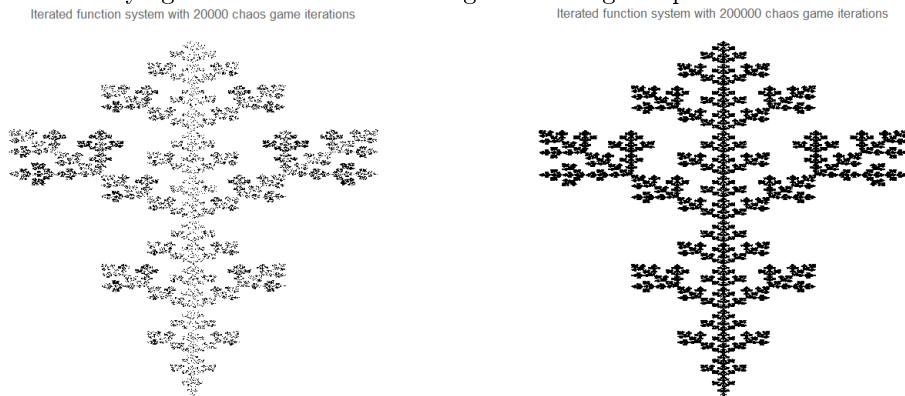 Iterated function system with 20000 chaos game iterations
Iterated function system with 200000 chaos game iterations